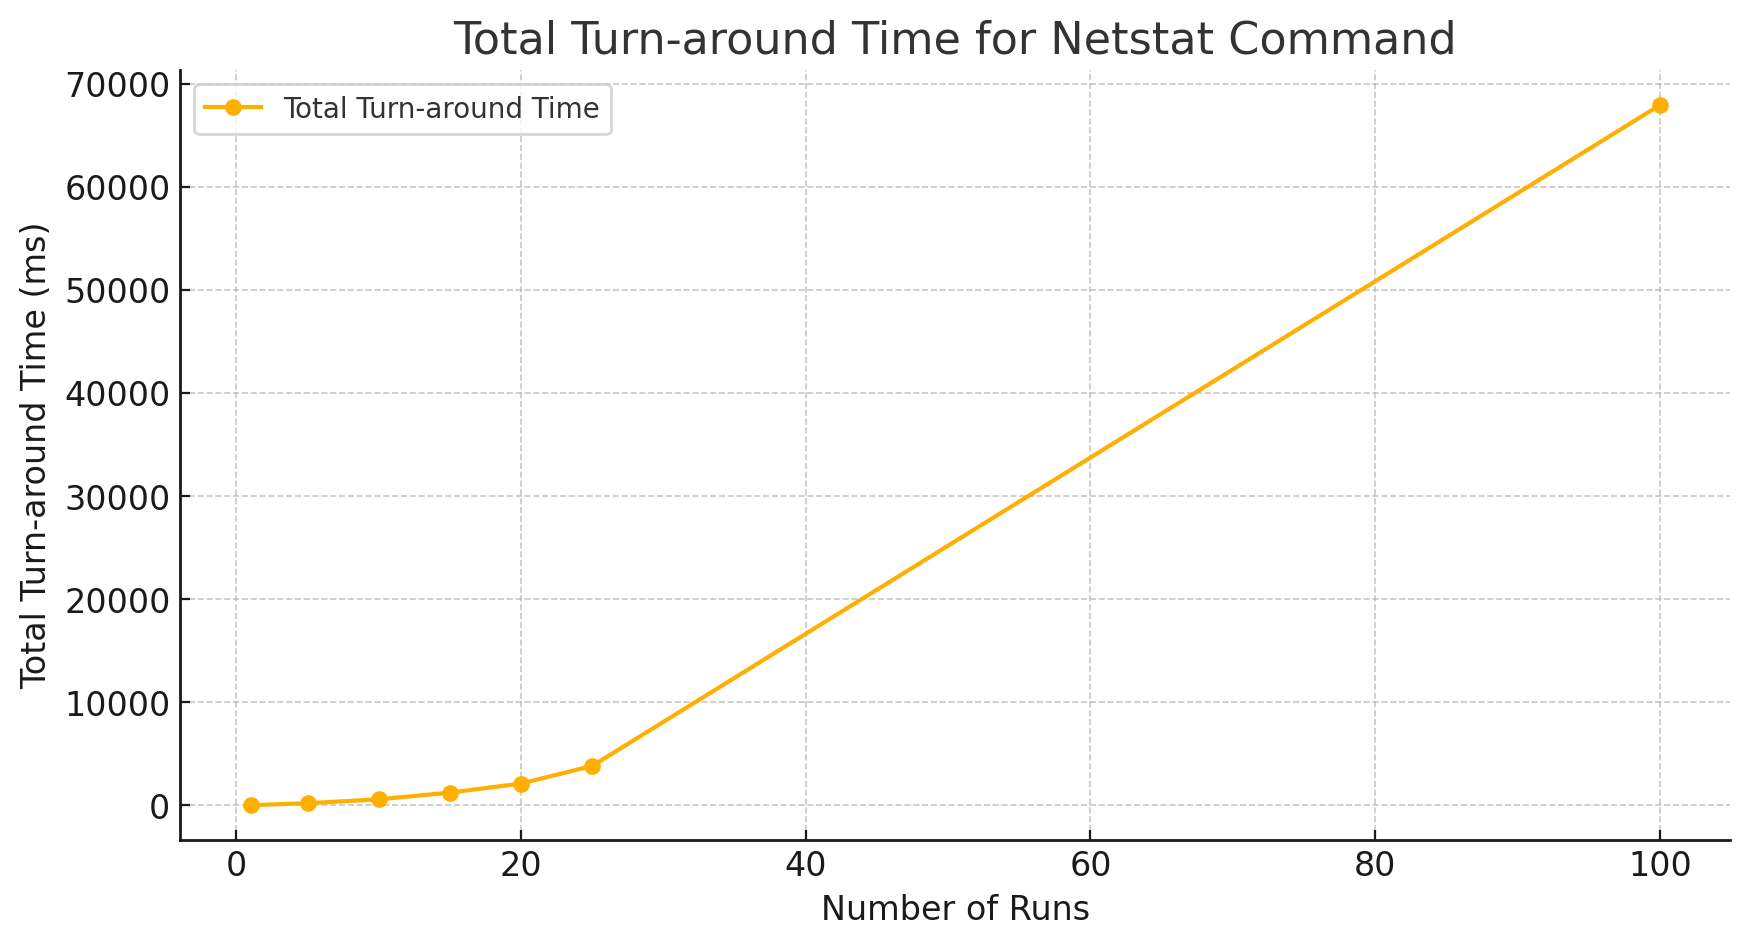 Total Turn-around Time for Netstat Command
Total Turn-around Time
Total Turn-around Time (ms)
70000
60000
50000
40000
30000
20000
10000
0
0 20 40 60 80 100
Number of Runs